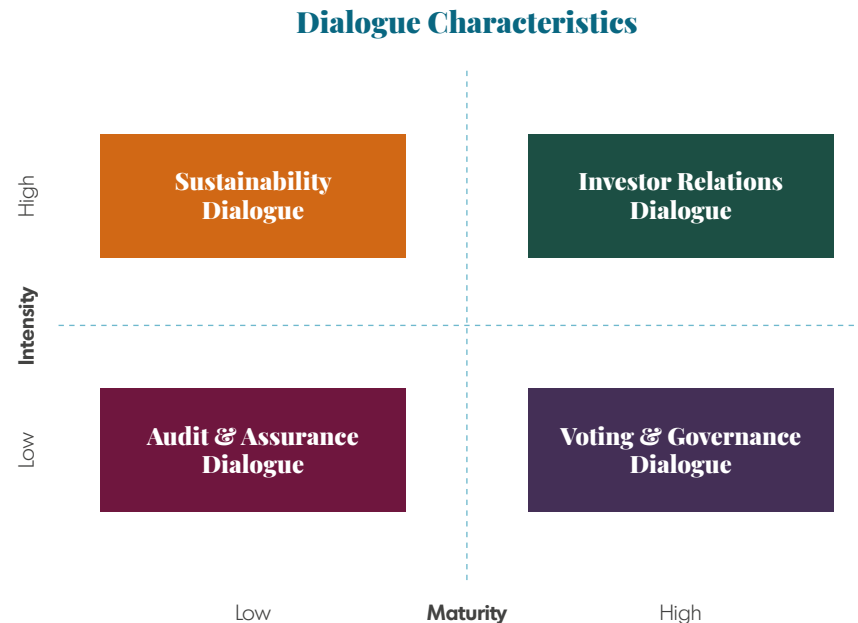 Dialogue Characteristics
High
Sustainability
Dialogue
Investor Relations
Dialogue
Intensity
Low
Audit & Assurance
Dialogue
Voting & Governance
Dialogue
Low
Maturity
High